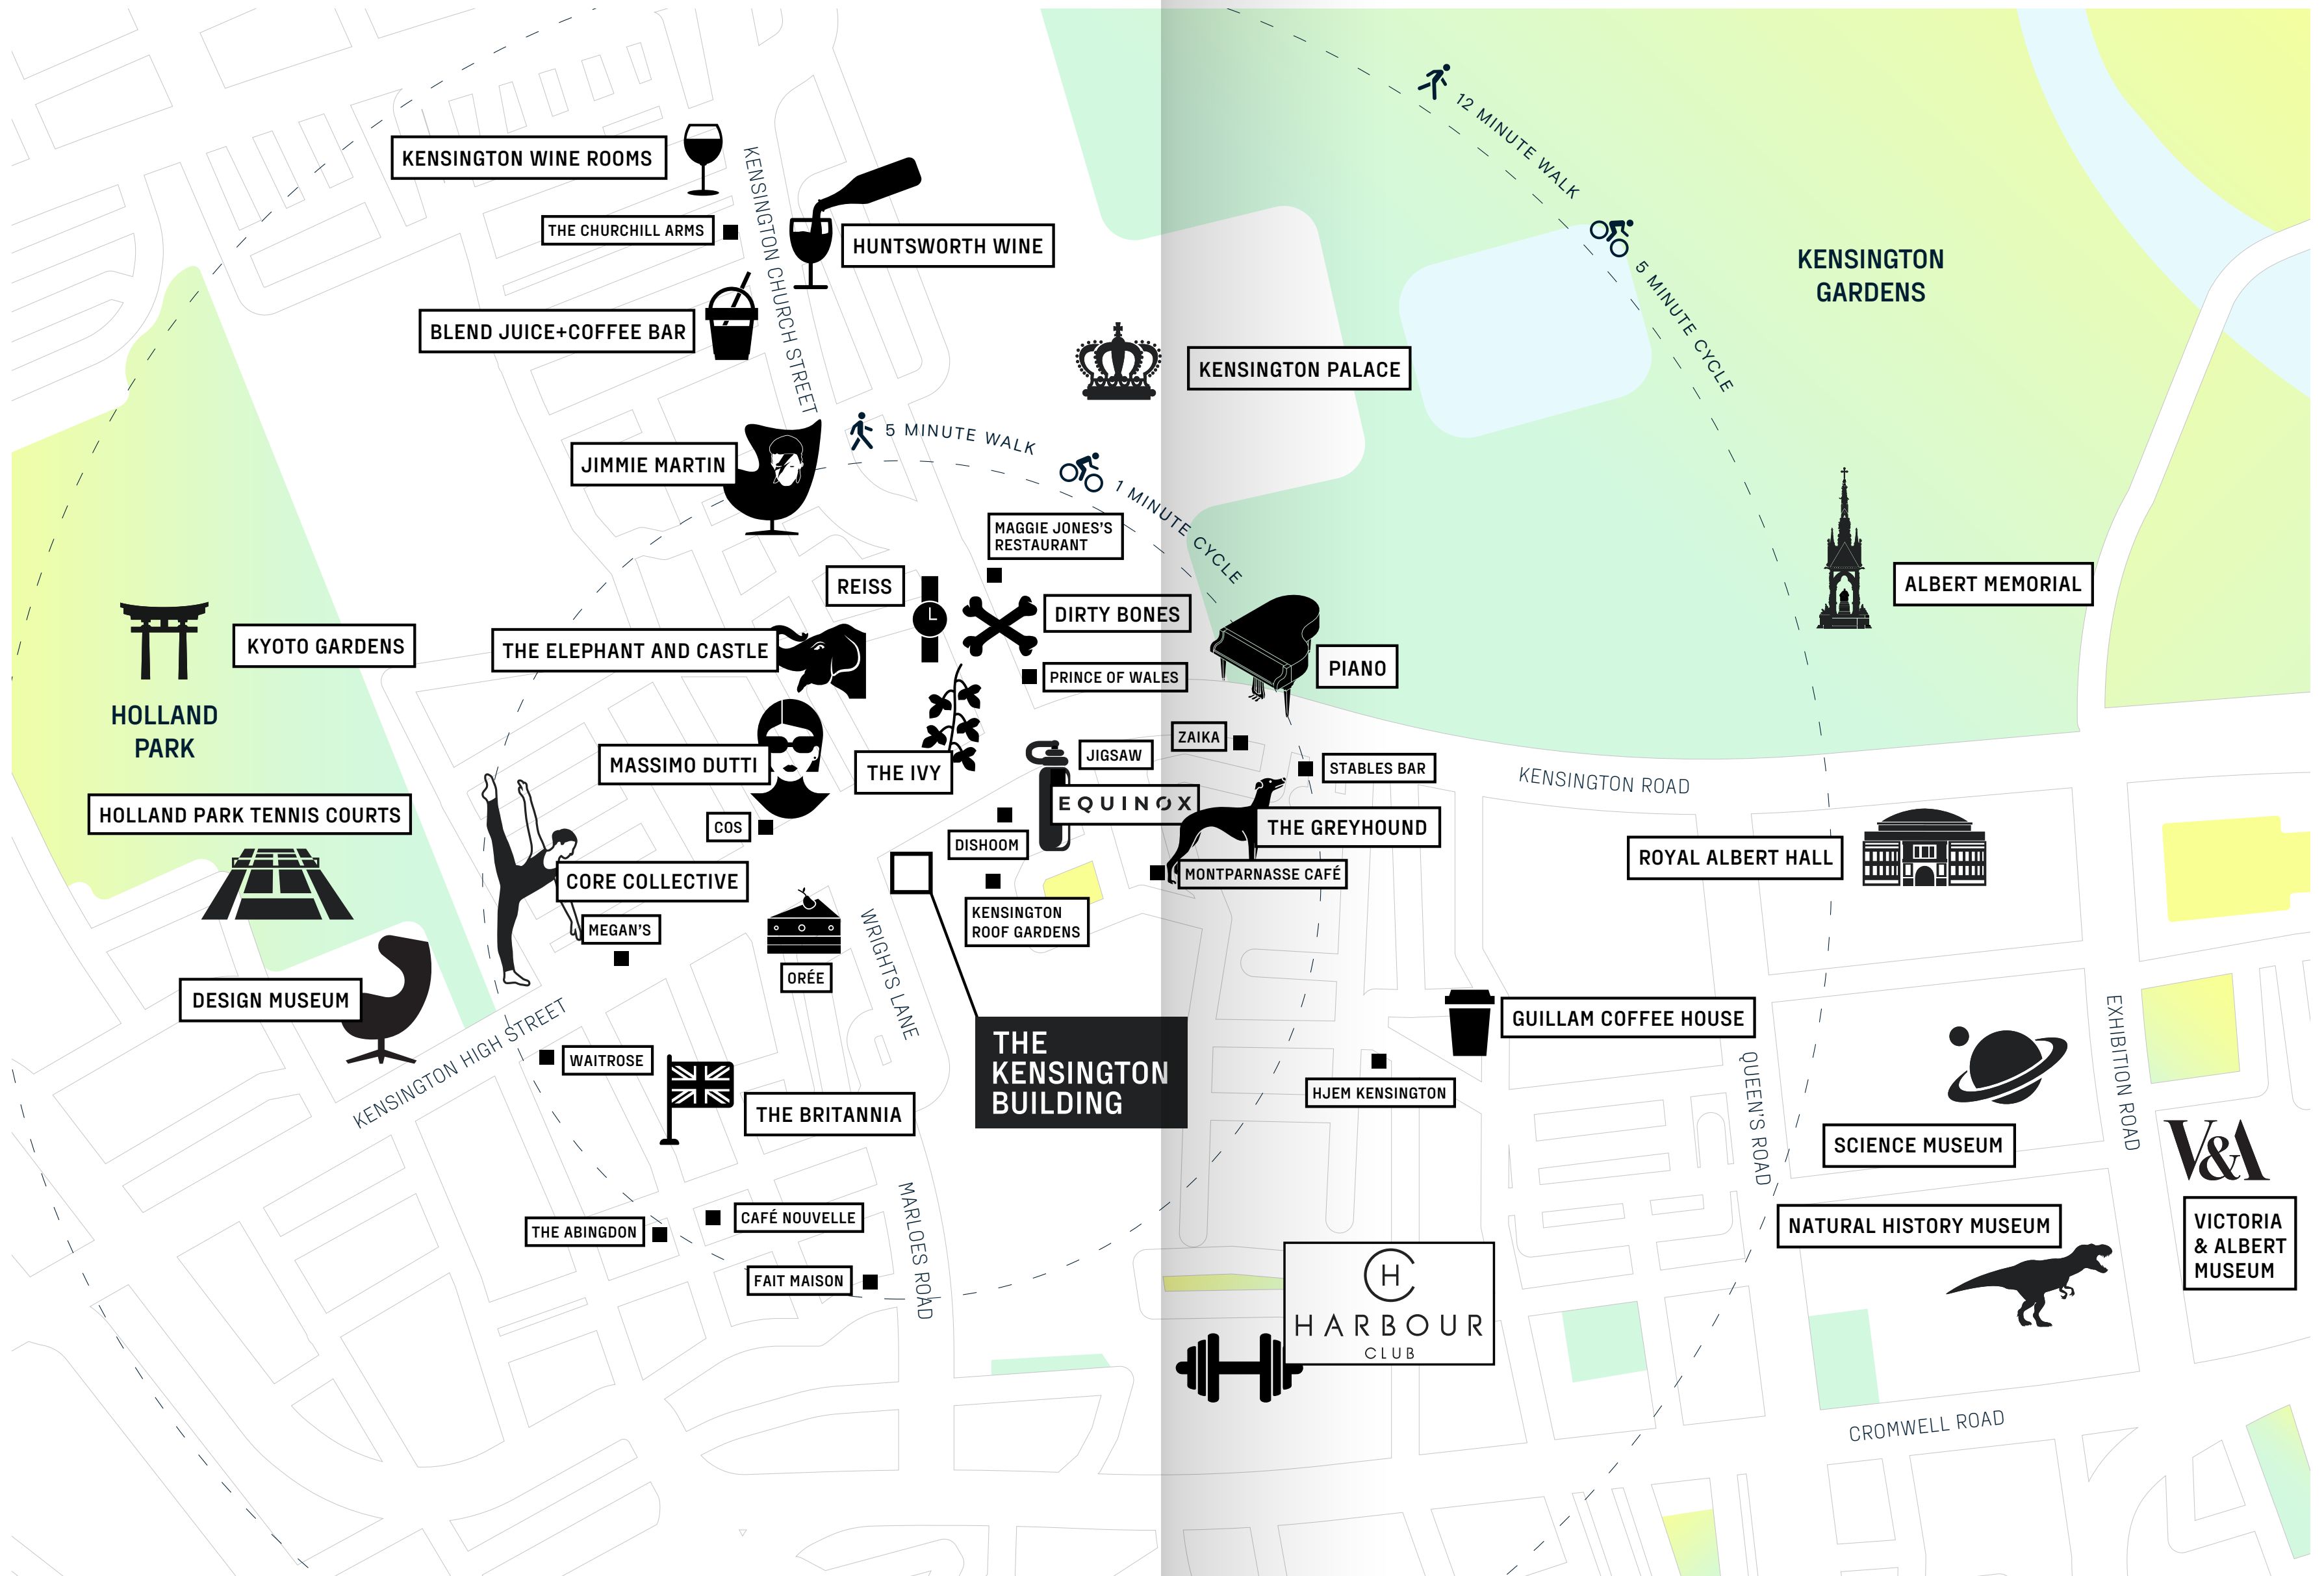 12 MINUTE WALK
KENSINGTON WINE ROOMS
KENSINGTON CHURCH STREET
THE CHURCHILL ARMS
HUNTSWORTH WINE
5 MINUTE CYCLE
KENSINGTON
GARDENS
BLEND JUICE+COFFEE BAR
KENSINGTON PALACE
5 MINUTE WALK
JIMMIE MARTIN
1 MINUTE CYCLE
MAGGIE JONES'S
RESTAURANT
REISS
DIRTY BONES
ALBERT MEMORIAL
KYOTO GARDENS
THE ELEPHANT AND CASTLE
PRINCE OF WALES
PIANO
HOLLAND
PARK
ZAIKA
JIGSAW
MASSIMO DUTTI
THE IVY
STABLES BAR
KENSINGTON ROAD
EQUINOX
HOLLAND PARK TENNIS COURTS
COS
THE GREYHOUND
DISHOOM
ROYAL ALBERT HALL
CORE COLLECTIVE
MONTPARNASSE CAFÉ
MEGAN'S
KENSINGTON
ROOF GARDENS
WRIGHTS LANE
ORÉE
DESIGN MUSEUM
KENSINGTON HIGH STREET
GUILLAM COFFEE HOUSE
WAITROSE
THE
KENSINGTON
BUILDING
HJEM KENSINGTON
THE BRITANNIA
QUEEN'S ROAD
EXHIBITION ROAD
SCIENCE MUSEUM
V&A
THE ABINGDON
CAFÉ NOUVELLE
MARLOES ROAD
NATURAL HISTORY MUSEUM
VICTORIA
& ALBERT
MUSEUM
FAIT MAISON
HC
HARBOUR
CLUB
CROMWELL ROAD